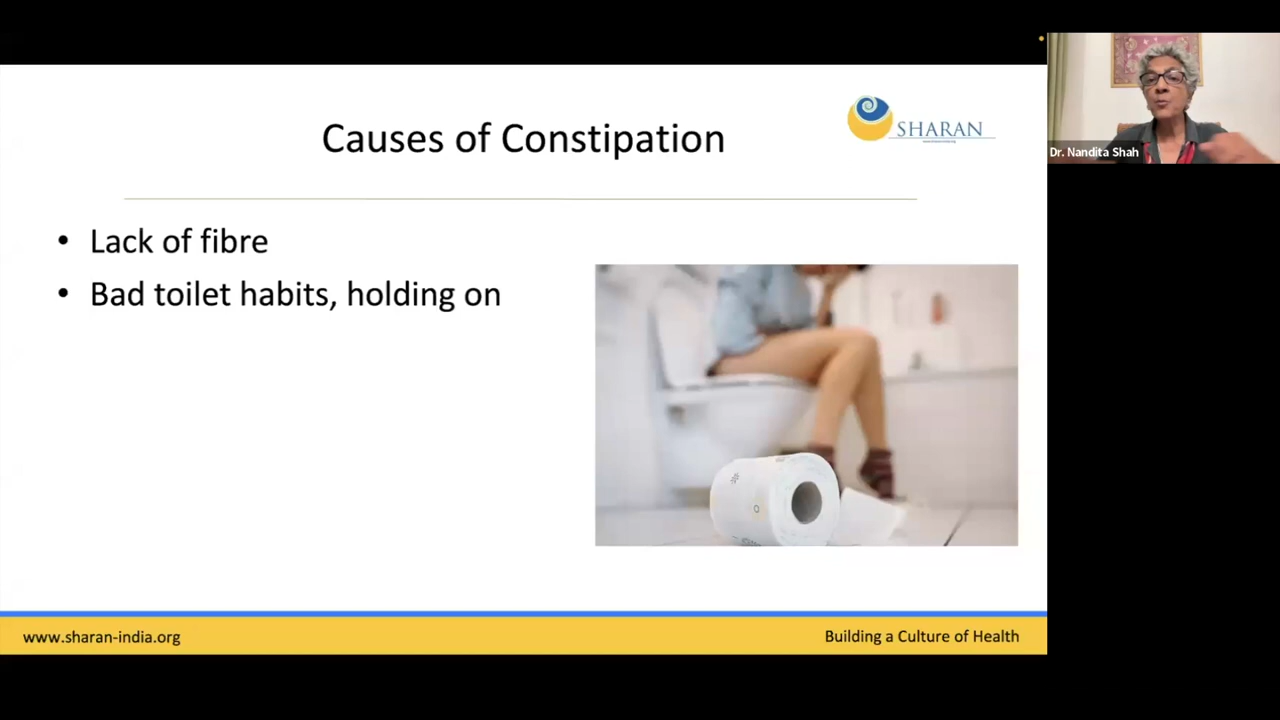 Causes of Constipation
SHARAN
• Lack of fibre
• Bad toilet habits, holding on
www.sharan-india.org
Building a Culture of Health
Dr. Nandita Shah